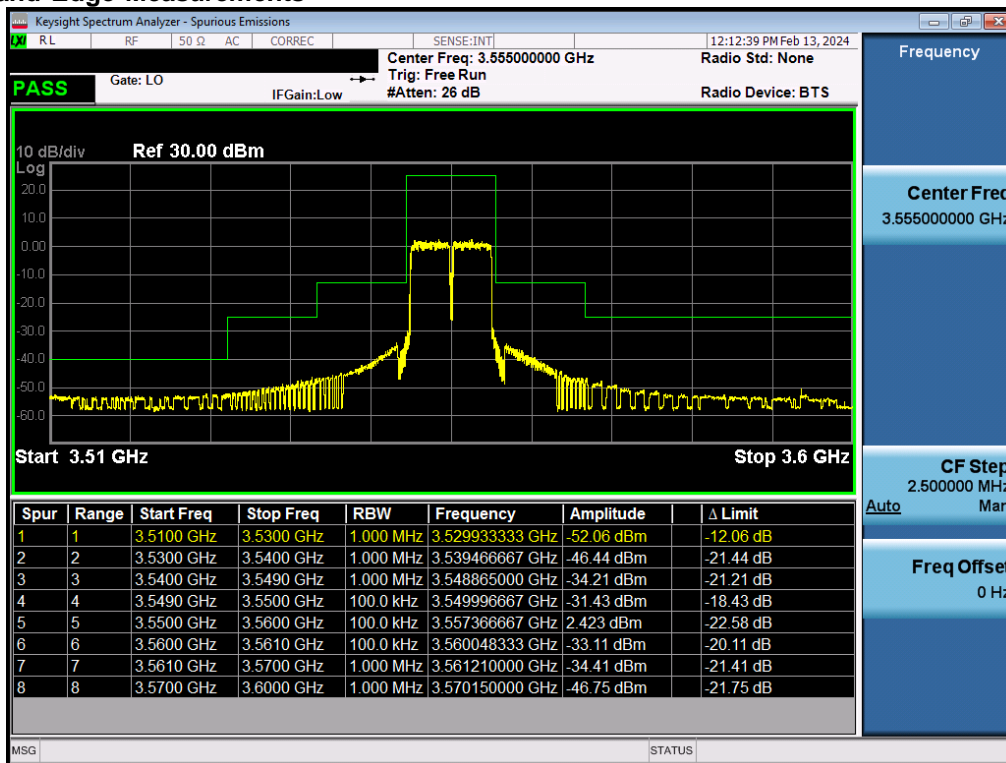 Keysight Spectrum Analyzer - Spurious Emissions
LXI RL RF 50 Ω AC CORREC SENSE:INT 12:12:39 PM Feb 13, 2024
Center Freq: 3.555000000 GHz Radio Std: None
PASS Gate: LO Trig: Free Run
IFGain:Low #Atten: 26 dB Radio Device: BTS
10 dB/div Ref 30.00 dBm
Log
20.0
10.0
0.00
-10.0
-20.0
-30.0
-40.0
-50.0
-60.0
Start 3.51 GHz Stop 3.6 GHz
Spur Range Start Freq Stop Freq RBW Frequency Amplitude Δ Limit
1 1 3.5100 GHz 3.5300 GHz 1.000 MHz 3.529933333 GHz -52.06 dBm -12.06 dB
2 2 3.5300 GHz 3.5400 GHz 1.000 MHz 3.539466667 GHz -46.44 dBm -21.44 dB
3 3 3.5400 GHz 3.5490 GHz 1.000 MHz 3.548865000 GHz -34.21 dBm -21.21 dB
4 4 3.5490 GHz 3.5500 GHz 100.0 kHz 3.549996667 GHz -31.43 dBm -18.43 dB
5 5 3.5500 GHz 3.5600 GHz 100.0 kHz 3.557366667 GHz 2.423 dBm -22.58 dB
6 6 3.5600 GHz 3.5610 GHz 100.0 kHz 3.560048333 GHz -33.11 dBm -20.11 dB
7 7 3.5610 GHz 3.5700 GHz 1.000 MHz 3.561210000 GHz -34.41 dBm -21.41 dB
8 8 3.5700 GHz 3.6000 GHz 1.000 MHz 3.570150000 GHz -46.75 dBm -21.75 dB
MSG STATUS
Frequency
Center Freq
3.555000000 GHz
CF Step
2.500000 MHz
Auto Man
Freq Offset
0 Hz